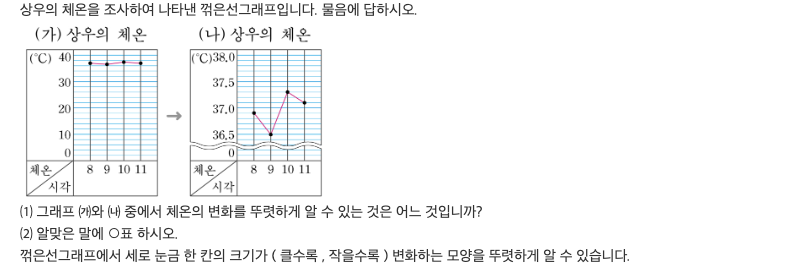 상우의 체온을 조사하여 나타낸 꺾은선그래프입니다. 물음에 답하시오.
(가) 상우의 체온
(℃) 40
30
20
10
0
체온
시각
8 9 10 11
→
(나) 상우의 체온
(℃) 38.0
37.5
37.0
36.5
0
체온
시각
8 9 10 11
(1) 그래프 ㈎와 ㈏ 중에서 체온의 변화를 뚜렷하게 알 수 있는 것은 어느 것입니까?
(2) 알맞은 말에 ○표 하시오.
꺾은선그래프에서 세로 눈금 한 칸의 크기가 ( 클수록 , 작을수록 ) 변화하는 모양을 뚜렷하게 알 수 있습니다.